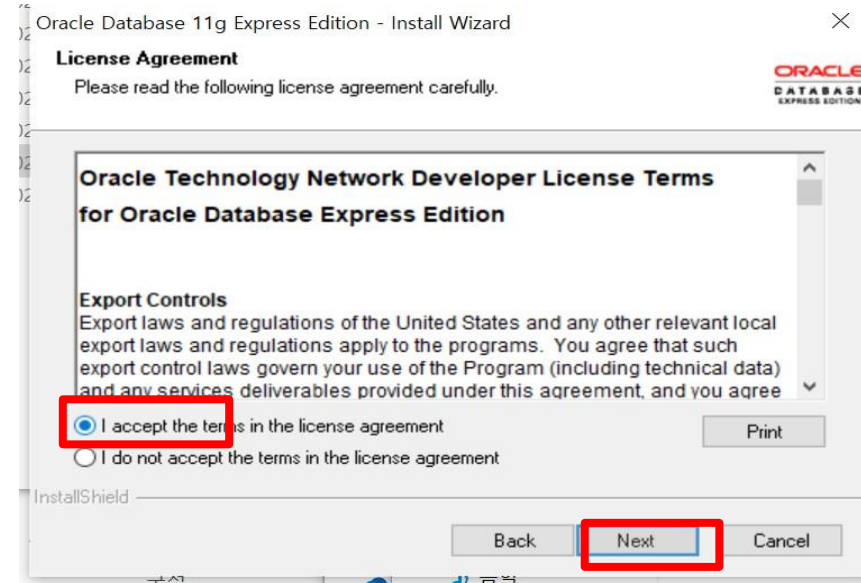 Oracle Database 11g Express Edition - Install Wizard
License Agreement
Please read the following license agreement carefully.
ORACLE
DATABASE
EXPRESS EDITION
Oracle Technology Network Developer License Terms
for Oracle Database Express Edition
Export Controls
Export laws and regulations of the United States and any other relevant local
export laws and regulations apply to the programs. You agree that such
export control laws govern your use of the Program (including technical data)
and any services deliverables provided under this agreement, and you agree
I accept the terms in the license agreement
Print
I do not accept the terms in the license agreement
InstallShield
Back
Next
Cancel